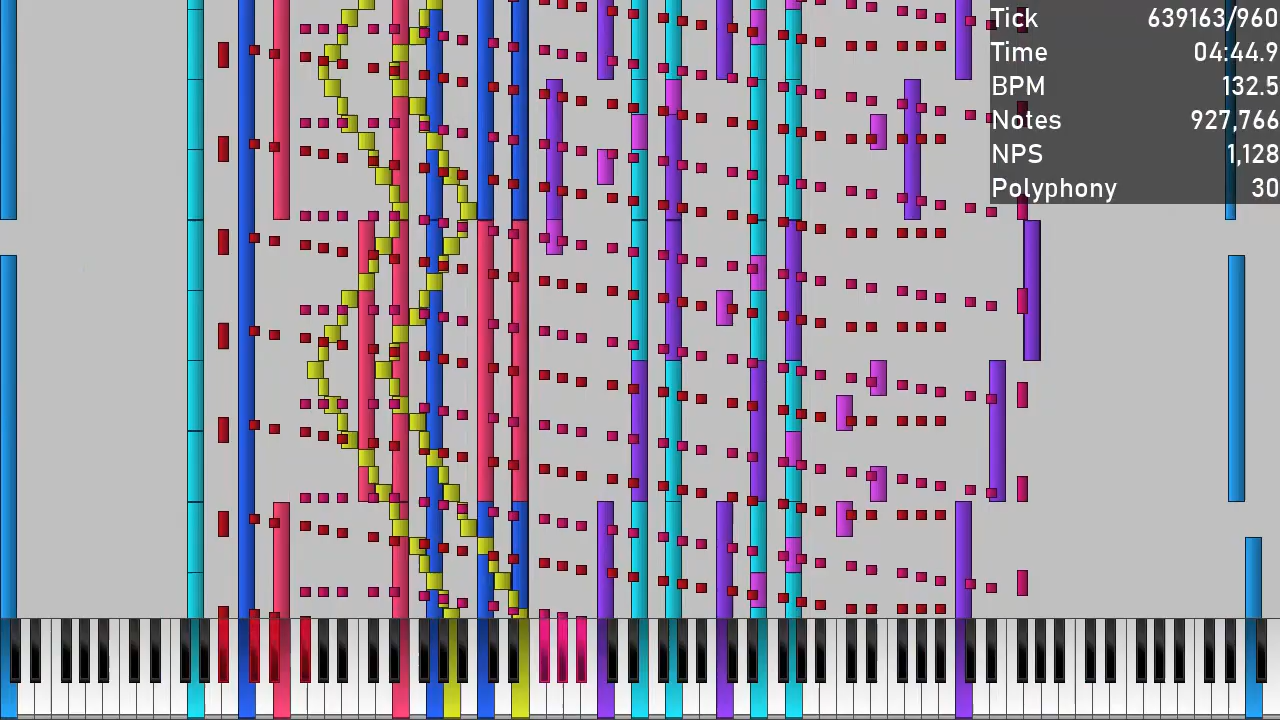 Tick 639163/960
Time 04:44.9
BPM 132.5
Notes 927,766
NPS 1,128
Polyphony 30